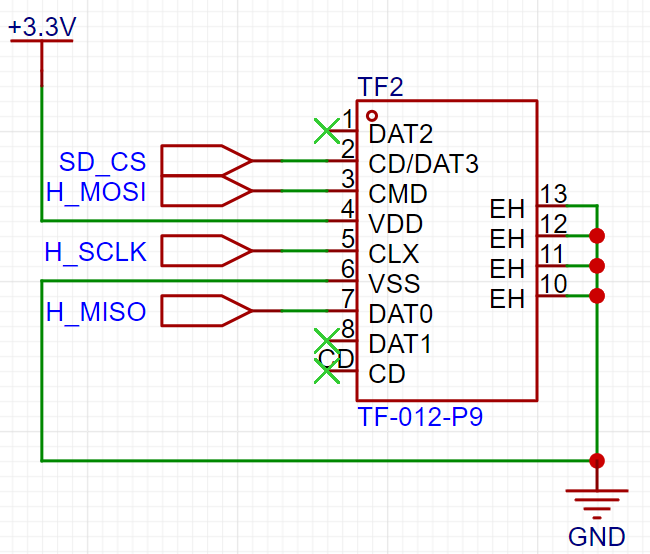 +3.3V
TF2
1
DAT2
SD_CS
2
CD/DAT3
H_MOSI
3
CMD
13
EH
4
VDD
12
EH
H_SCLK
5
CLX
11
EH
6
VSS
10
EH
H_MISO
7
DAT0
8
DAT1
CD
CD
TF-012-P9
GND